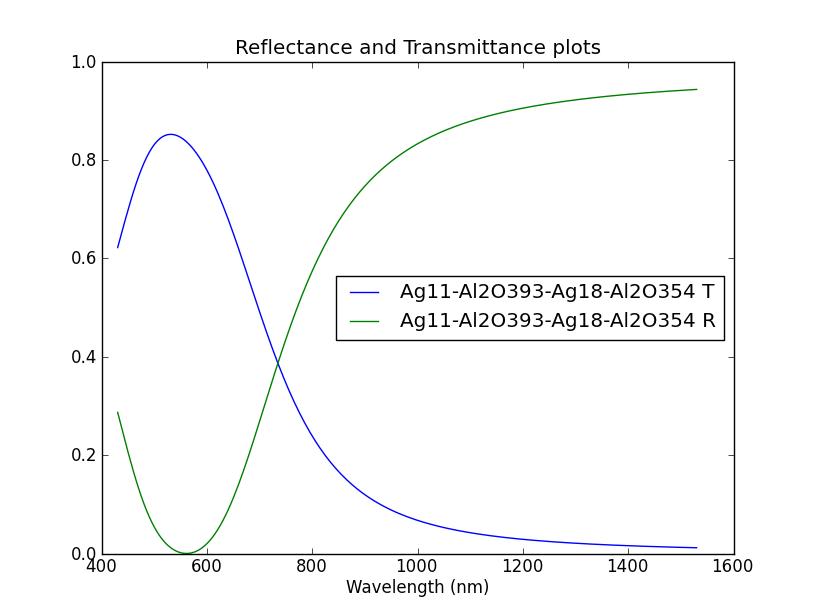 Reflectance and Transmittance plots
1.0
0.8
0.6
0.4
0.2
0.0
Ag11-Al2O393-Ag18-Al2O354 T
Ag11-Al2O393-Ag18-Al2O354 R
400 600 800 1000 1200 1400 1600
Wavelength (nm)